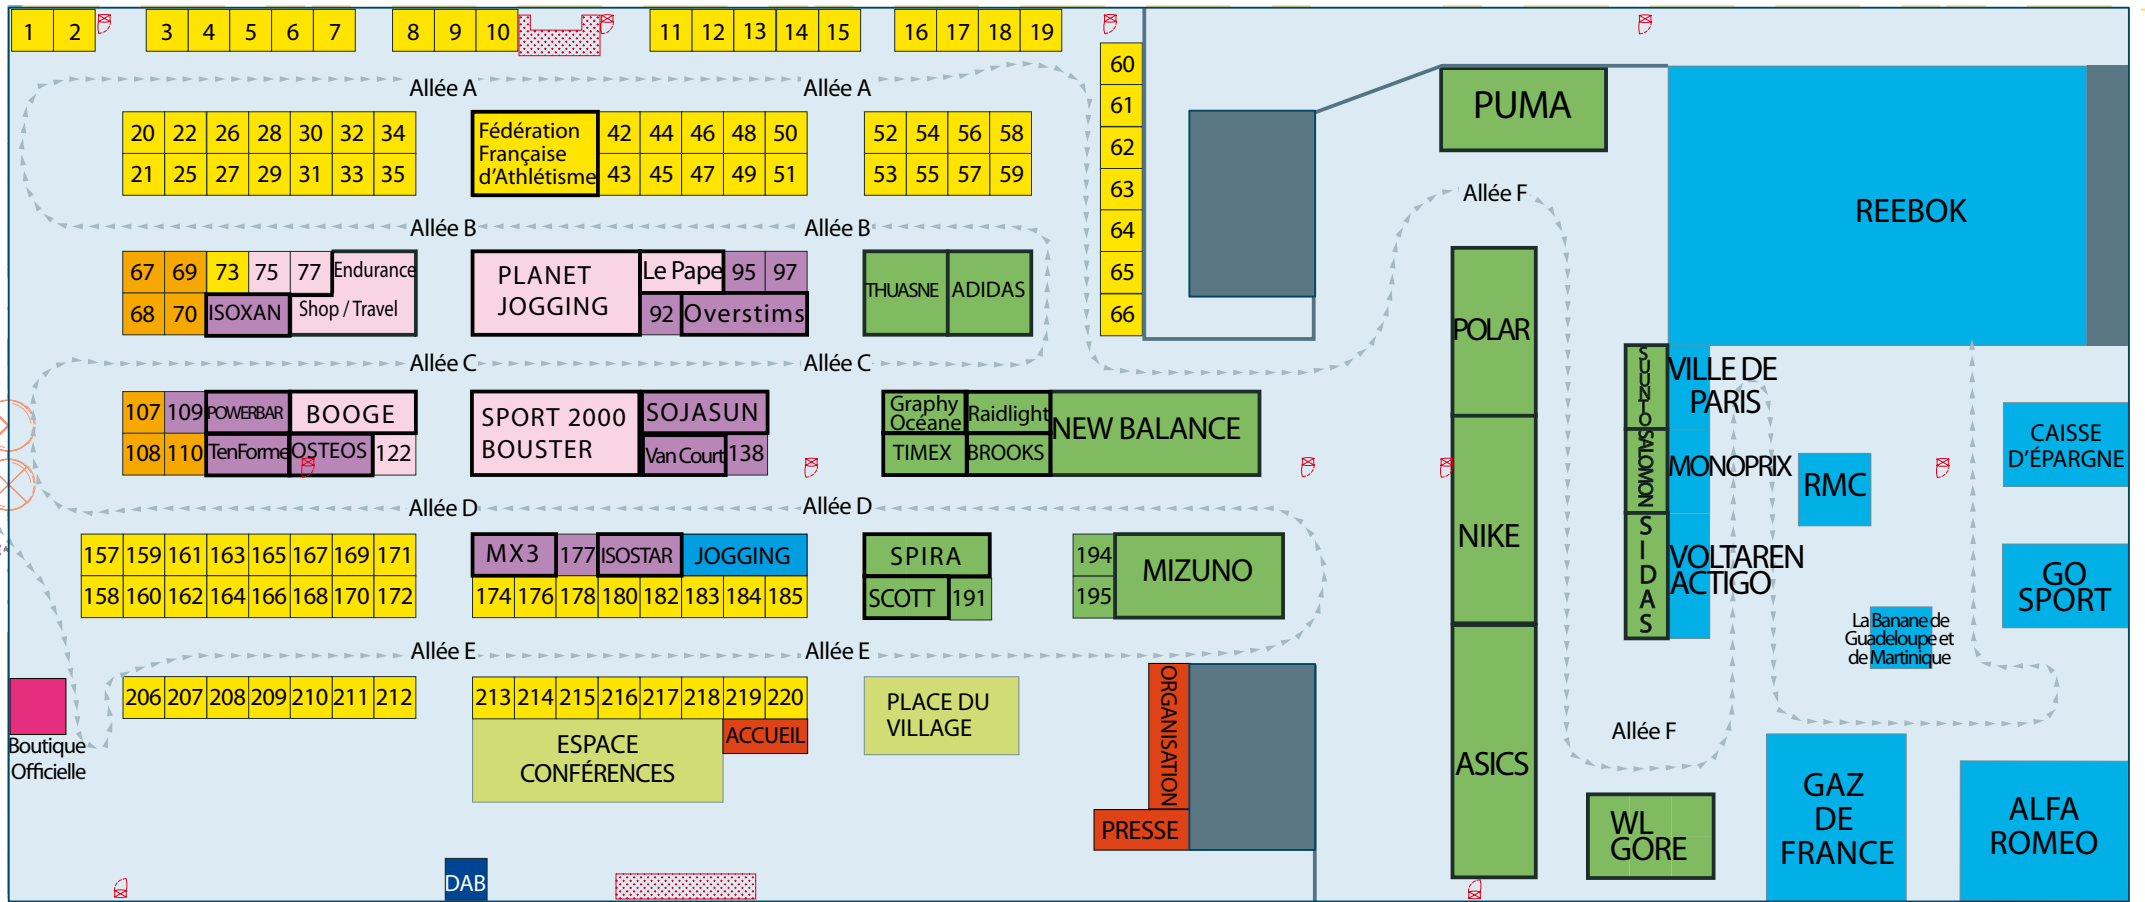 1 2 3 4 5 6 7 8 9 10 11 12 13 14 15 16 17 18 19
60
Allée A Allée A
61
PUMA
20 22 26 28 30 32 34
Fédération
Française
d'Athlétisme
42 44 46 48 50 52 54 56 58
62
21 25 27 29 31 33 35
43 45 47 49 51 53 55 57 59
63
Allée F
REEBOK
Allée B Allée B
64
67 69 73 75 77
Endurance
Shop / Travel
PLANET
JOGGING
Le Pape 95 97
THUASNE ADIDAS
65
68 70 ISOXAN
92 Overstims
66
POLAR
Allée C Allée C
SUUNTO
VILLE DE
PARIS
107 109 POWERBAR BOOGE
SPORT 2000
BOUSTER
SOJASUN
Graphy
Océane
Raidlight
NEW BALANCE
108 110 TenForme OSTEOS 122
Van Court 138
TIMEX BROOKS
SALOMON
MONOPRIX
RMC
CAISSE
D'ÉPARGNE
Allée D Allée D
157 159 161 163 165 167 169 171
MX3 177 ISOSTAR JOGGING
SPIRA
194
MIZUNO
NIKE
SIDAS
VOLTAREN
ACTIGO
GO
SPORT
158 160 162 164 166 168 170 172
174 176 178 180 182 183 184 185
SCOTT 191
195
La Banane de
Guadeloupe et
de Martinique
Allée E Allée E
206 207 208 209 210 211 212
213 214 215 216 217 218 219 220
PLACE DU
VILLAGE
ORGANISATION
Boutique
Officielle
ESPACE
CONFÉRENCES
ACCUEIL
PRESSE
ASICS
Allée F
WL
GORE
GAZ
DE
FRANCE
ALFA
ROMEO
DAB